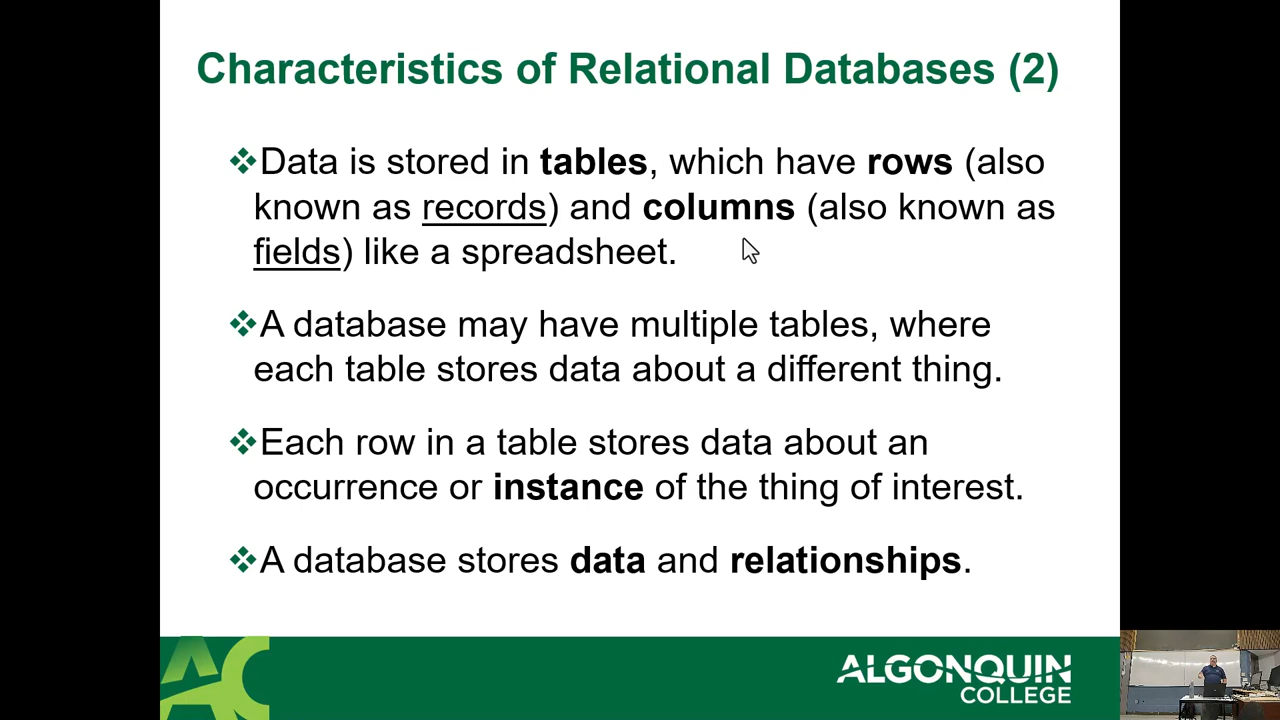 Characteristics of Relational Databases (2)
❖Data is stored in tables, which have rows (also
known as records) and columns (also known as
fields) like a spreadsheet.
❖A database may have multiple tables, where
each table stores data about a different thing.
❖Each row in a table stores data about an
occurrence or instance of the thing of interest.
❖A database stores data and relationships.
AC
ALGONQUIN
COLLEGE